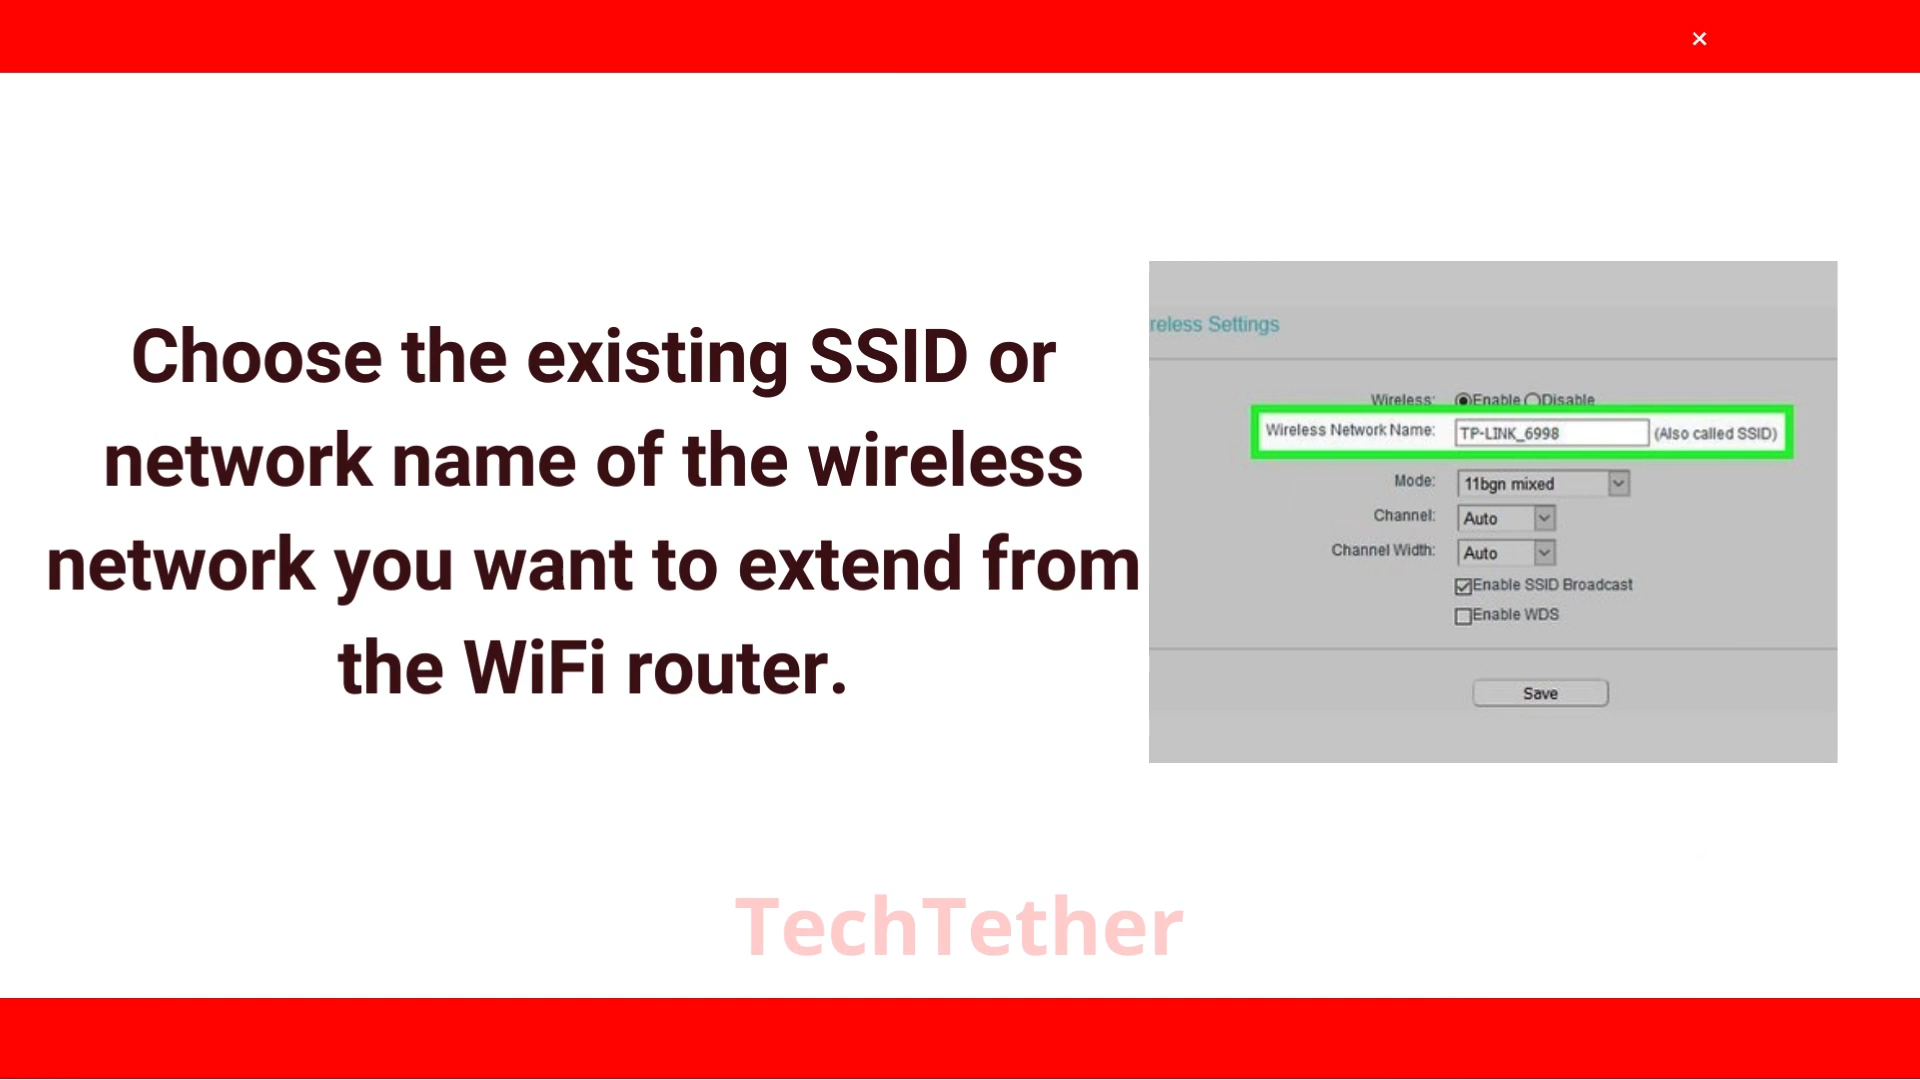 Choose the existing SSID or
network name of the wireless
network you want to extend from
the WiFi router.
reless Settings
Wireless: Enable Disable
Wireless Network Name: TP-LINK_6998 (Also called SSID)
Mode: 11bgn mixed
Channel: Auto
Channel Width: Auto
Enable SSID Broadcast
Enable WDS
Save
TechTether